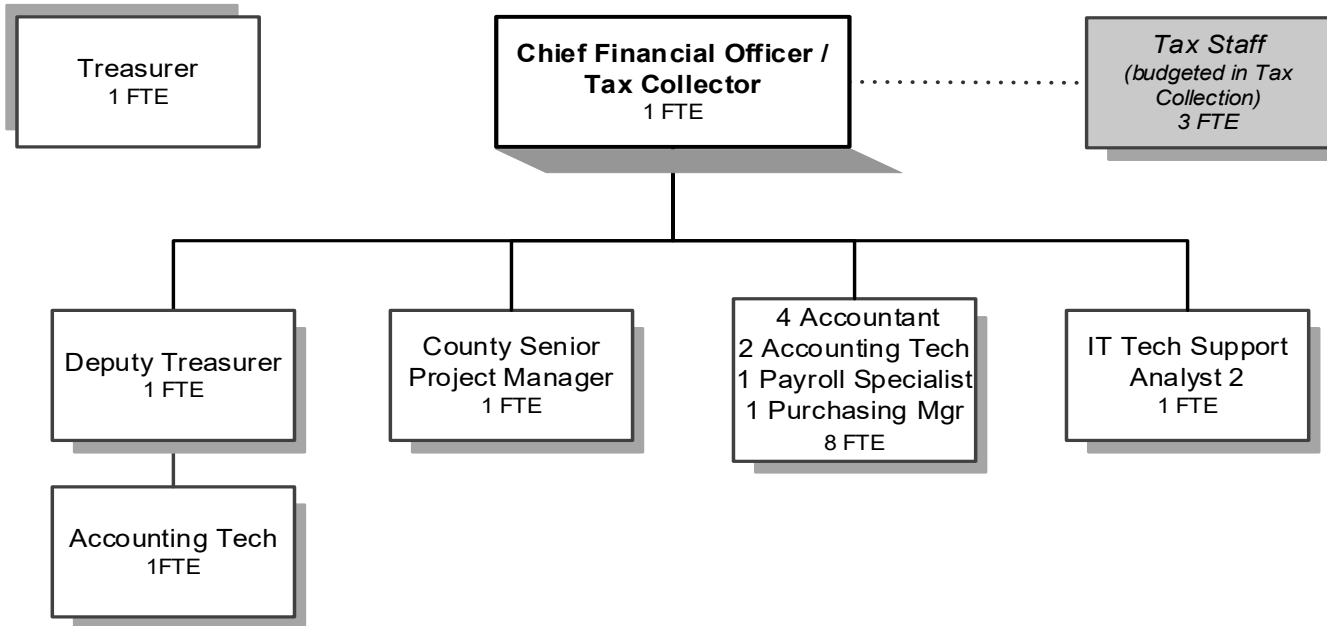 Treasurer
1 FTE
Chief Financial Officer /
Tax Collector
1 FTE
Tax Staff
(budgeted in Tax
Collection)
3 FTE
Deputy Treasurer
1 FTE
County Senior
Project Manager
1 FTE
4 Accountant
2 Accounting Tech
1 Payroll Specialist
1 Purchasing Mgr
8 FTE
IT Tech Support
Analyst 2
1 FTE
Accounting Tech
1FTE